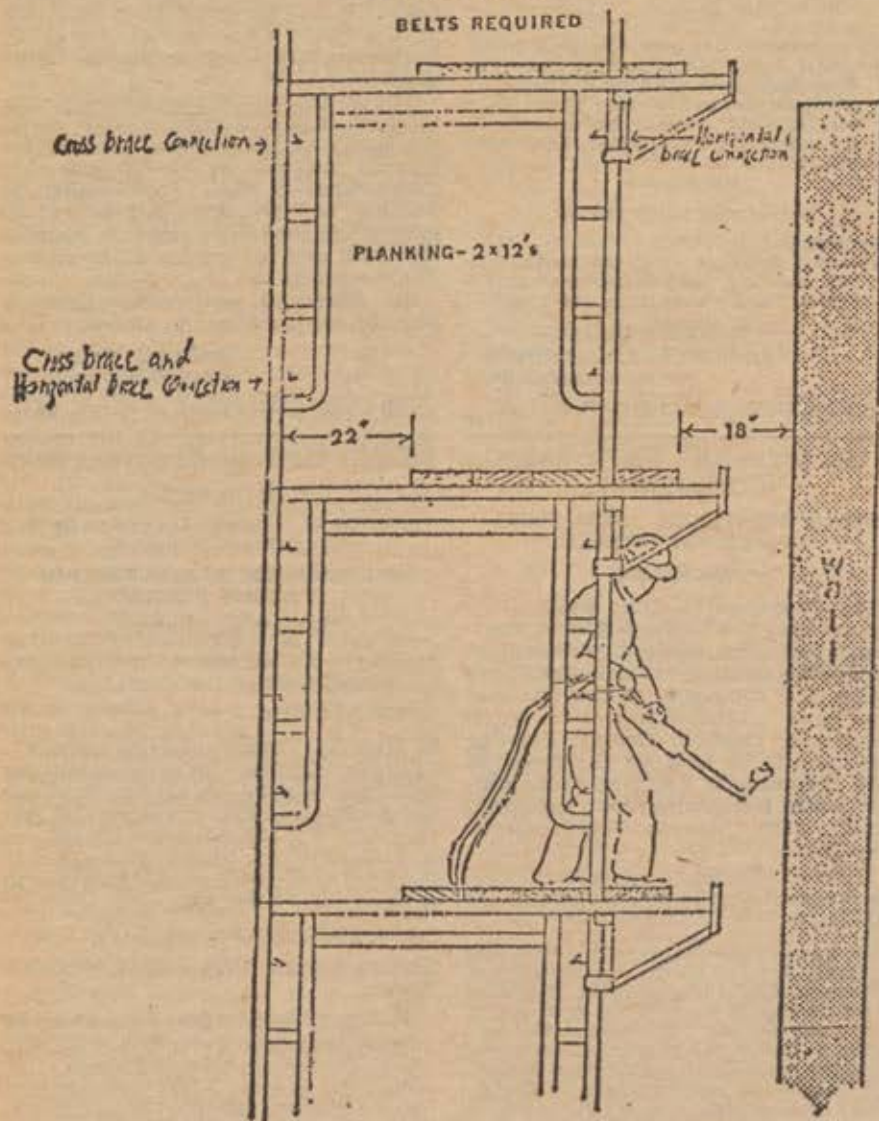 BELTS REQUIRED
Cross brace Connection
Horizontal
brace connection
PLANKING - 2 x 12's
Cross brace and
Horizontal brace Connection
22"
18"
Wall